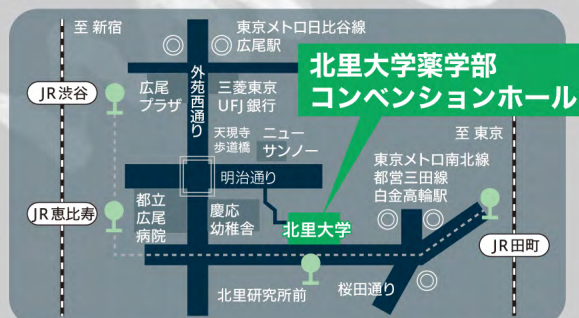 至 新宿
東京メトロ日比谷線
広尾駅
北里大学薬学部
コンベンションホール
JR渋谷
広尾
プラザ
外苑西通り
三菱東京
UFJ 銀行
天現寺
歩道橋
ニュー
サンノー
至 東京
東京メトロ南北線
都営三田線
白金高輪駅
明治通り
JR恵比寿
都立
広尾
病院
慶応
幼稚舎
北里大学
JR田町
北里研究所前
桜田通り